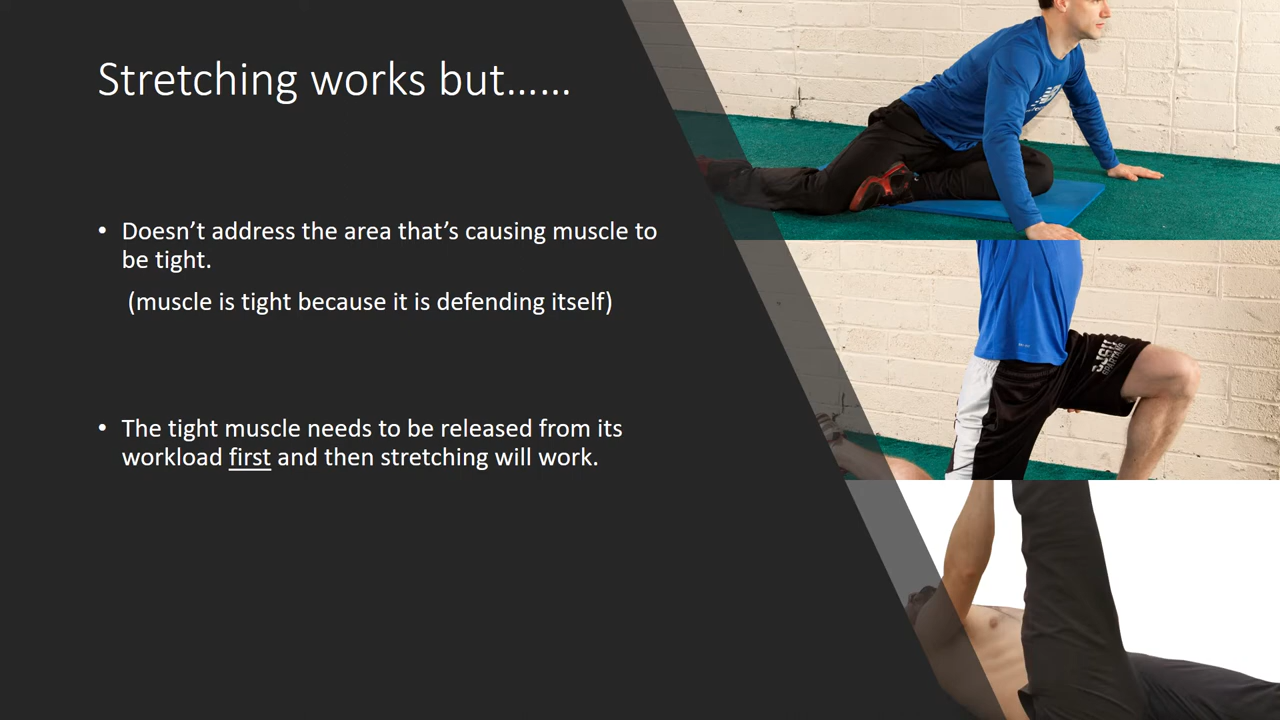 Stretching works but……
• Doesn’t address the area that’s causing muscle to
be tight.
(muscle is tight because it is defending itself)
• The tight muscle needs to be released from its
workload first and then stretching will work.